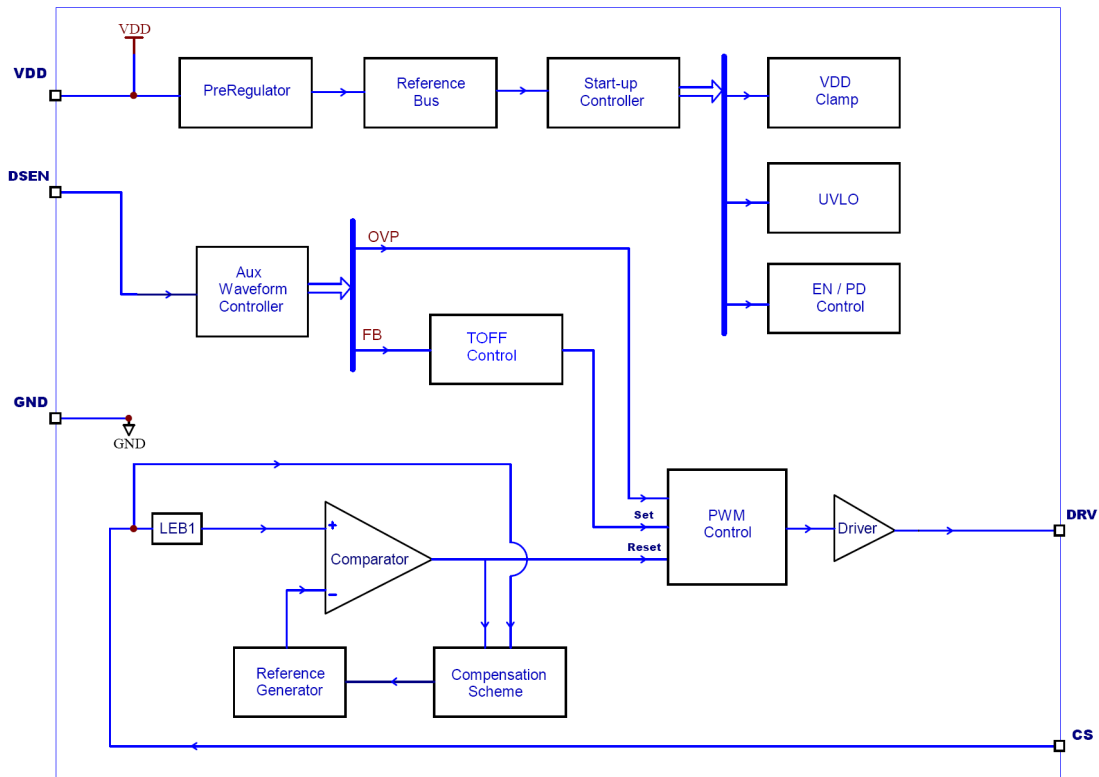 VDD
VDD
PreRegulator
Reference
Bus
Start-up
Controller
VDD
Clamp
DSEN
UVLO
OVP
Aux
Waveform
Controller
EN / PD
Control
FB
TOFF
Control
GND
GND
LEB1
+
Comparator
−
Set
Reset
PWM
Control
Driver
DRV
Reference
Generator
Compensation
Scheme
CS